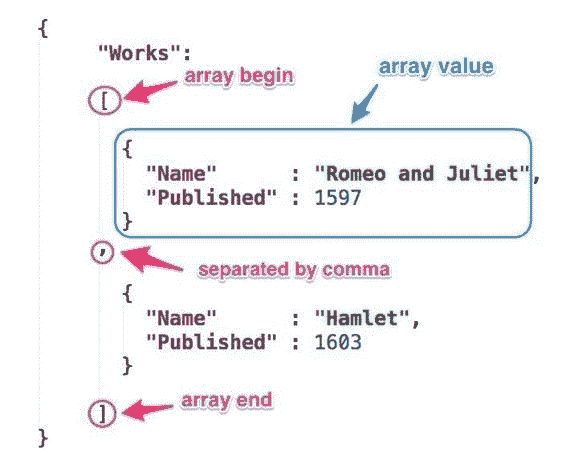 {
"Works":
array begin
array value
[
{
"Name" : "Romeo and Juliet",
"Published" : 1597
}
,
separated by comma
{
"Name" : "Hamlet",
"Published" : 1603
}
] array end
}